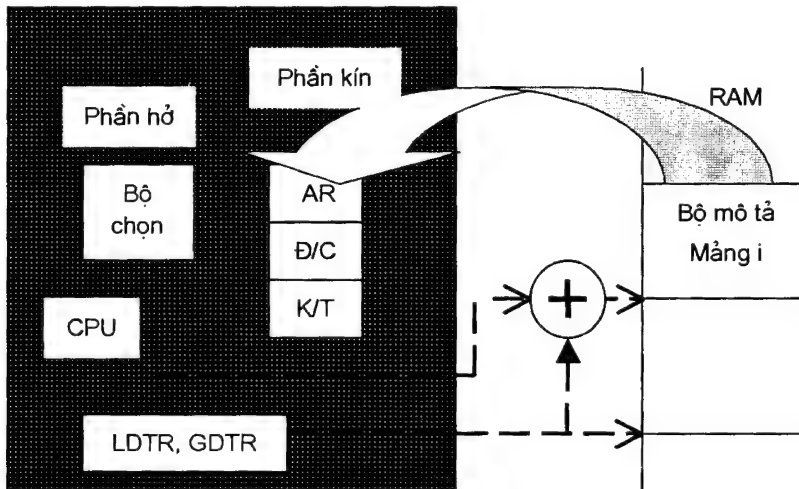 Phần kín
Phần hở
RAM
Bộ
chọn
AR
Đ/C
K/T
Bộ mô tả
Mảng i
+
CPU
LDTR, GDTR